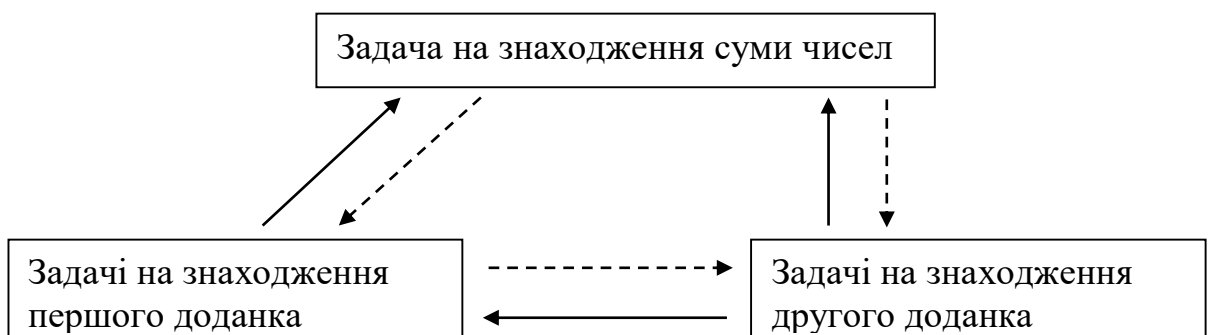 Задача на знаходження суми чисел
Задачі на знаходження
першого доданка
Задачі на знаходження
другого доданка